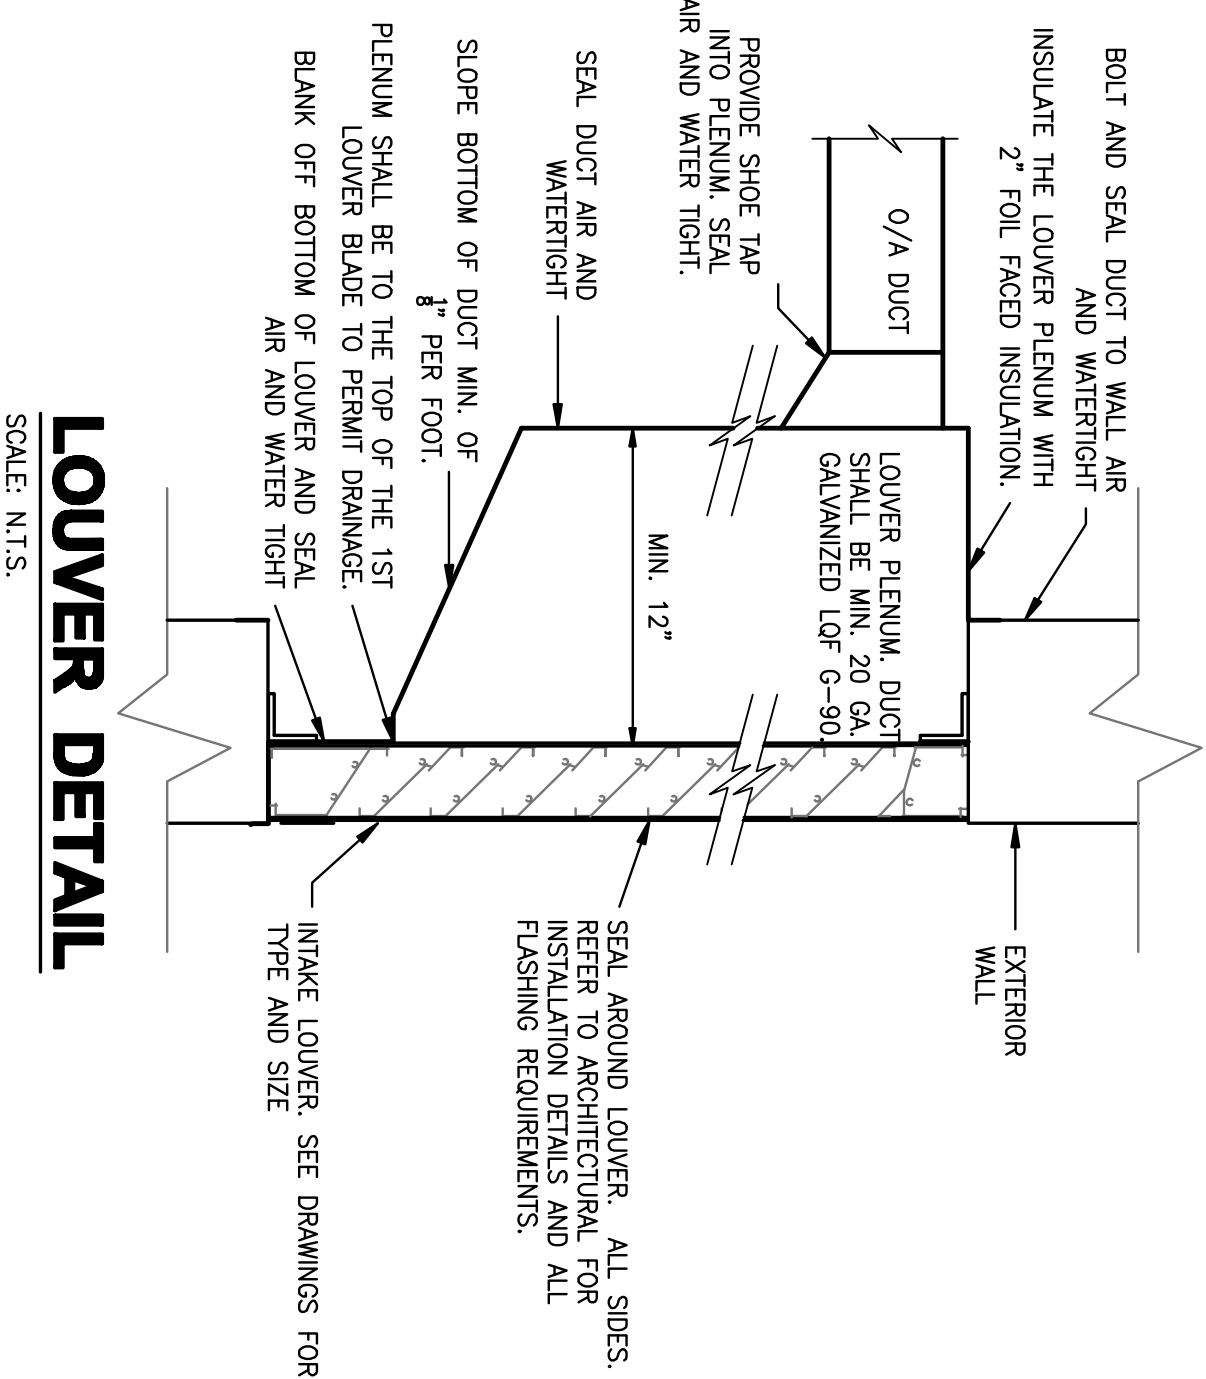 BOLT AND SEAL DUCT TO WALL AIR
AND WATERTIGHT
INSULATE THE LOUVER PLENUM WITH
2" FOIL FACED INSULATION.
O/A DUCT
PROVIDE SHOE TAP
INTO PLENUM. SEAL
AIR AND WATER TIGHT.
SEAL DUCT AIR AND
WATERTIGHT
SLOPE BOTTOM OF DUCT MIN. OF
1/8" PER FOOT.
PLENUM SHALL BE TO THE TOP OF THE 1ST
LOUVER BLADE TO PERMIT DRAINAGE.
BLANK OFF BOTTOM OF LOUVER AND SEAL
AIR AND WATER TIGHT
LOUVER PLENUM. DUCT
SHALL BE MIN. 20 GA.
GALVANIZED LQF G-90.
MIN. 12"
EXTERIOR
WALL
SEAL AROUND LOUVER. ALL SIDES.
REFER TO ARCHITECTURAL FOR
INSTALLATION DETAILS AND ALL
FLASHING REQUIREMENTS.
INTAKE LOUVER. SEE DRAWINGS FOR
TYPE AND SIZE
LOUVER DETAIL
SCALE: N.T.S.